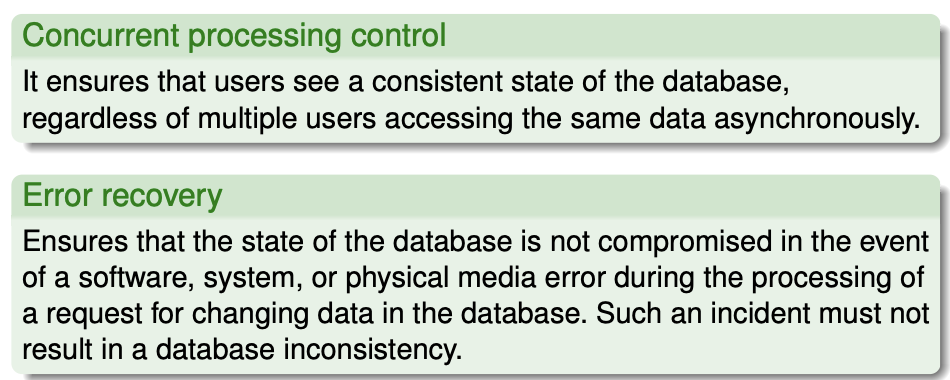 Concurrent processing control
It ensures that users see a consistent state of the database,
regardless of multiple users accessing the same data asynchronously.
Error recovery
Ensures that the state of the database is not compromised in the event
of a software, system, or physical media error during the processing of
a request for changing data in the database. Such an incident must not
result in a database inconsistency.